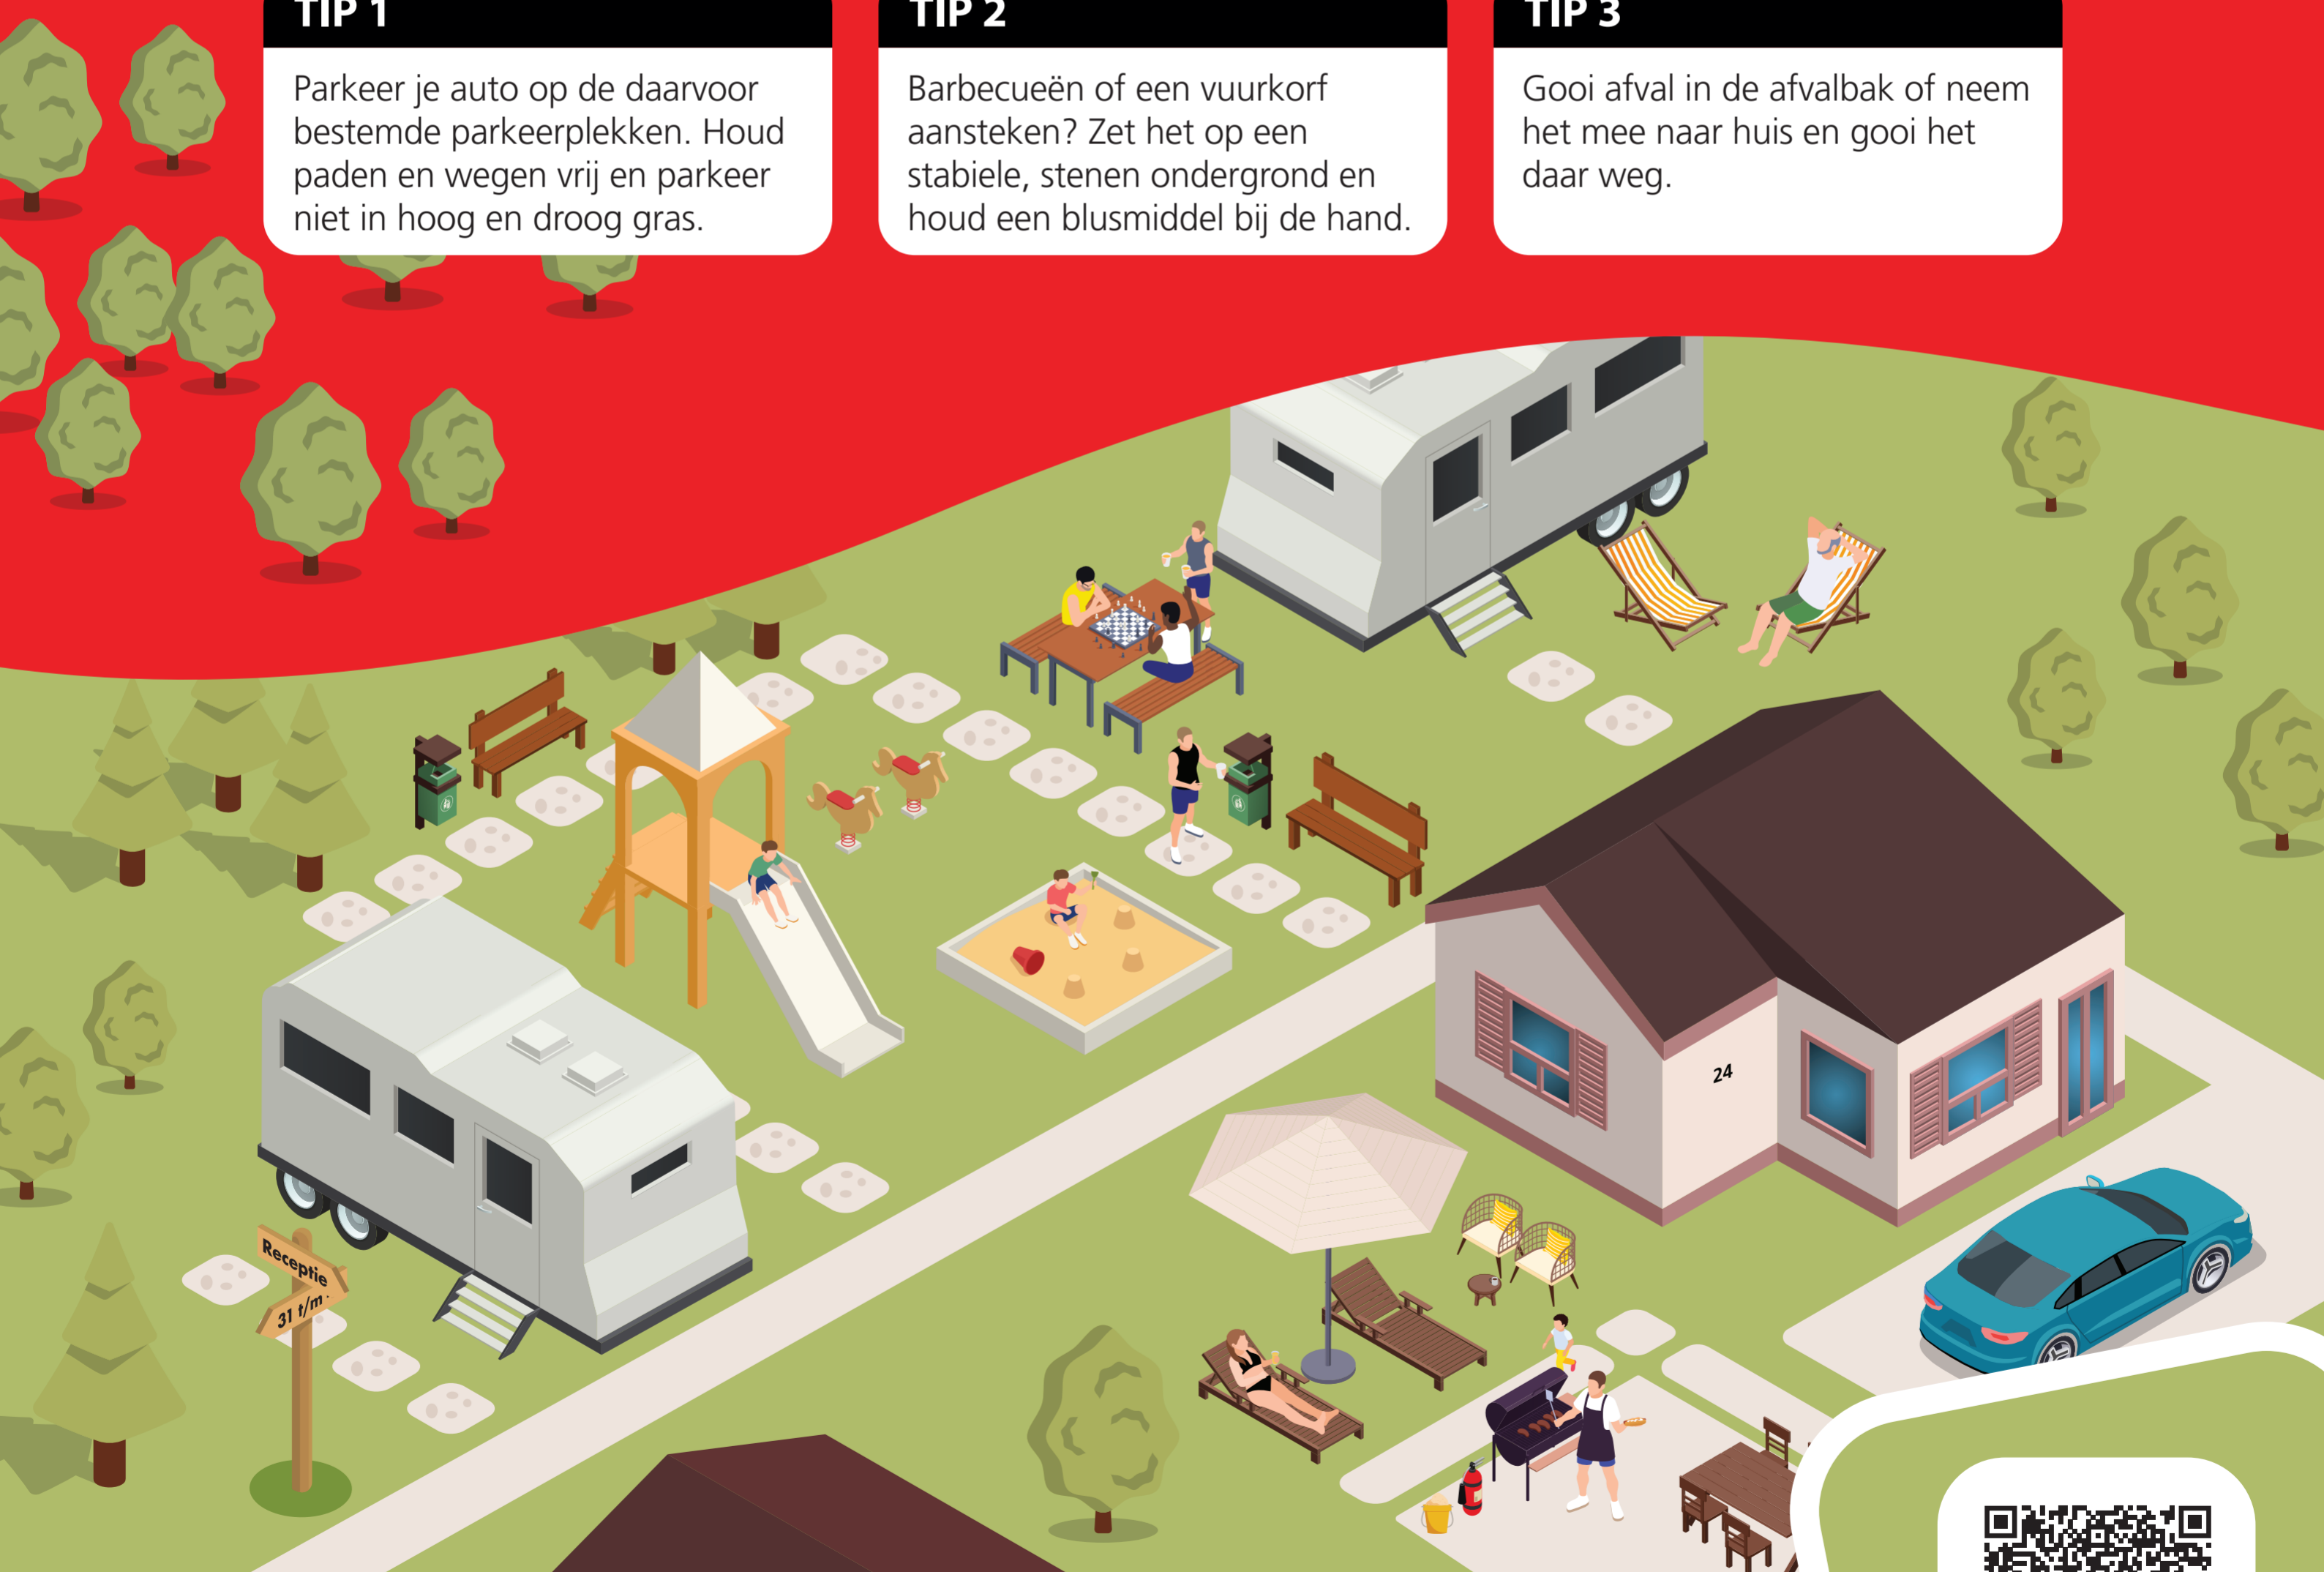 TIP 1
Parkeer je auto op de daarvoor
bestemde parkeerplekken. Houd
paden en wegen vrij en parkeer
niet in hoog en droog gras.
TIP 2
Barbecueën of een vuurkorf
aansteken? Zet het op een
stabiele, stenen ondergrond en
houd een blusmiddel bij de hand.
TIP 3
Gooi afval in de afvalbak of neem
het mee naar huis en gooi het
daar weg.
24
Receptie
31 t/m